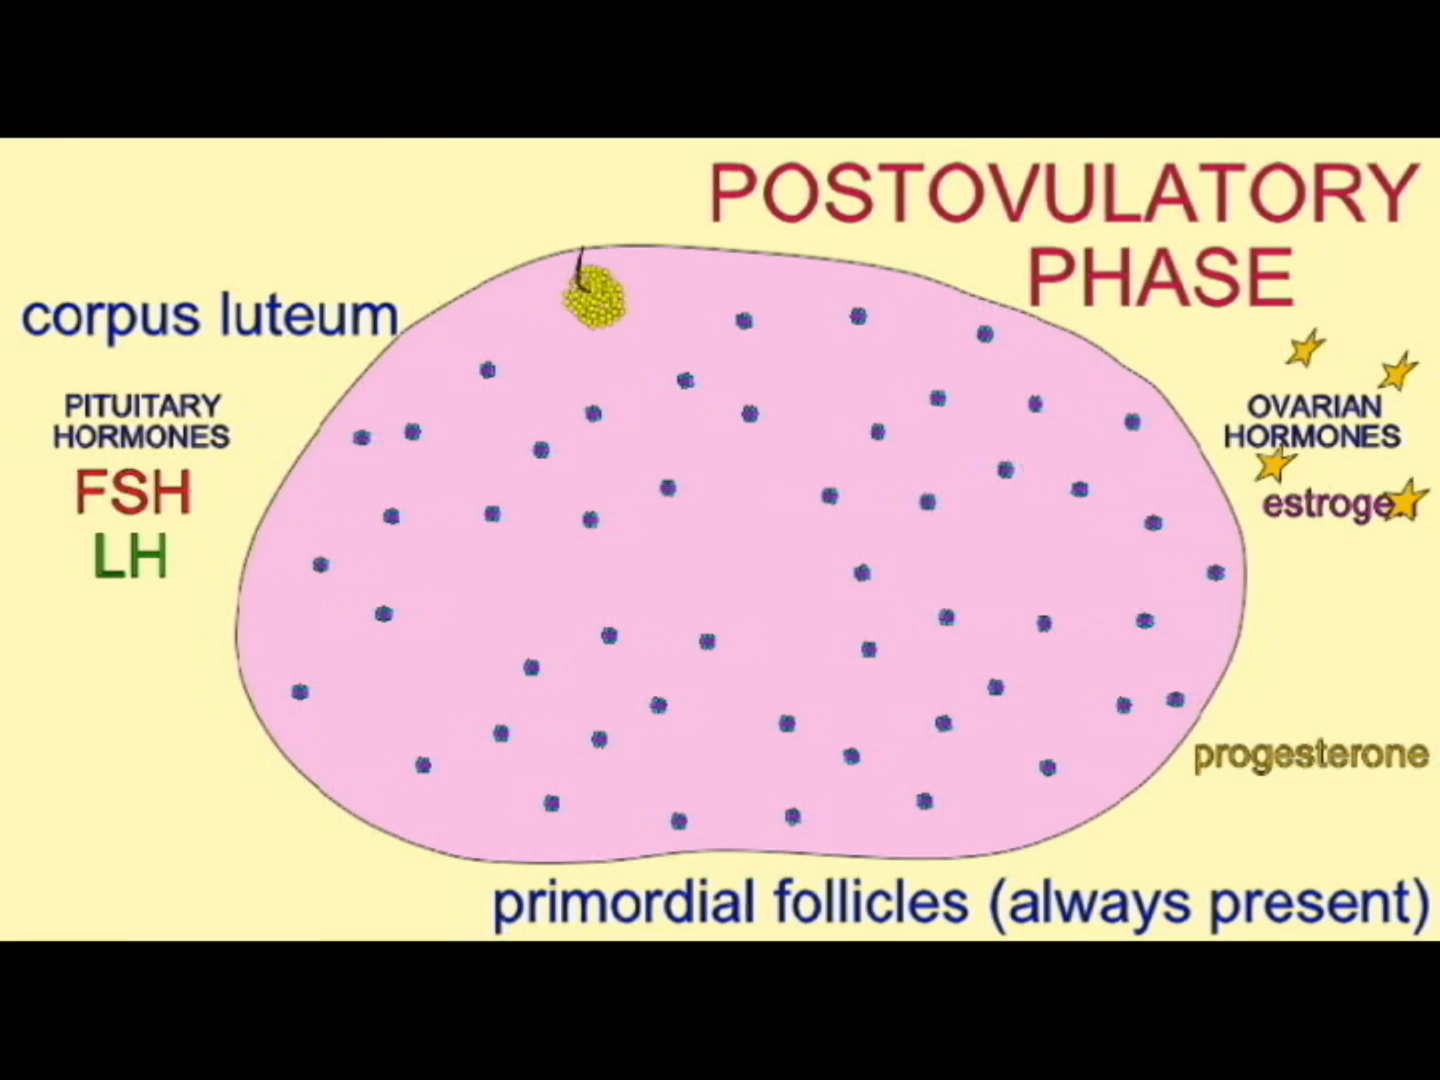 POSTOVULATORY
PHASE
corpus luteum
PITUITARY
HORMONES
FSH
LH
OVARIAN
HORMONES
progesterone
primordial follicles (always present)